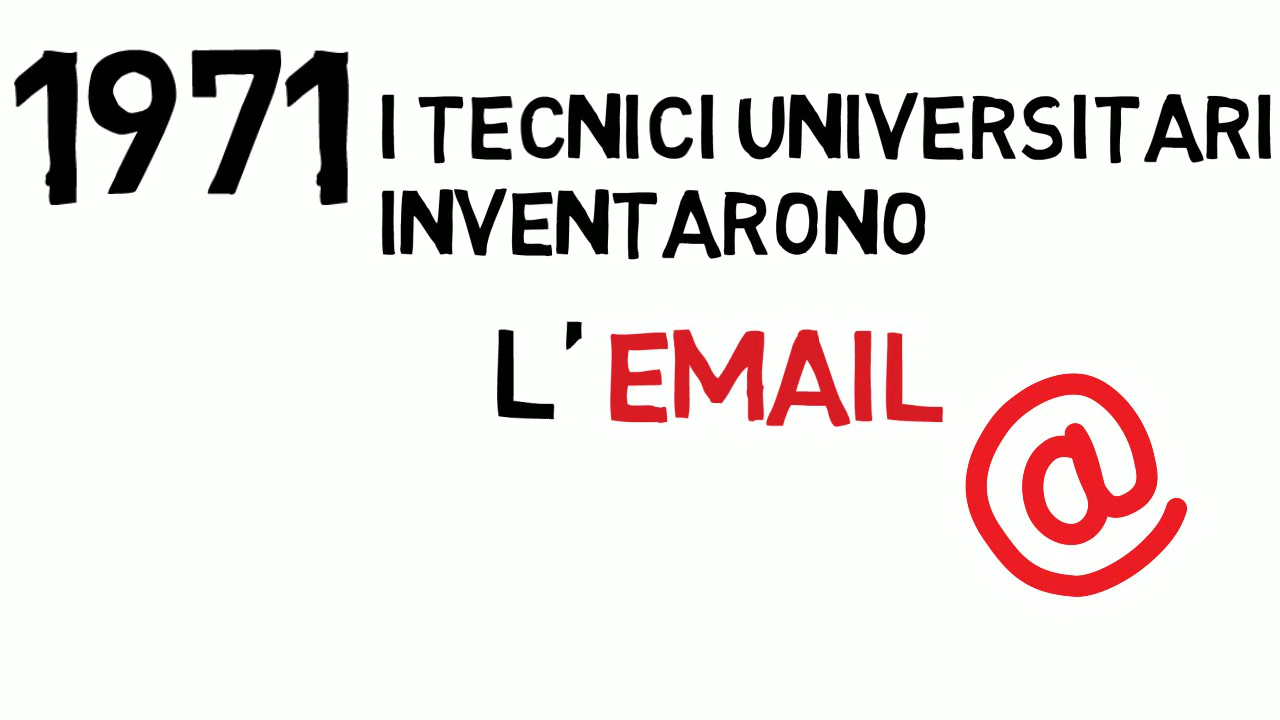 1971 I TECNICI UNIVERSITARI
INVENTARONO
L'EMAIL
@